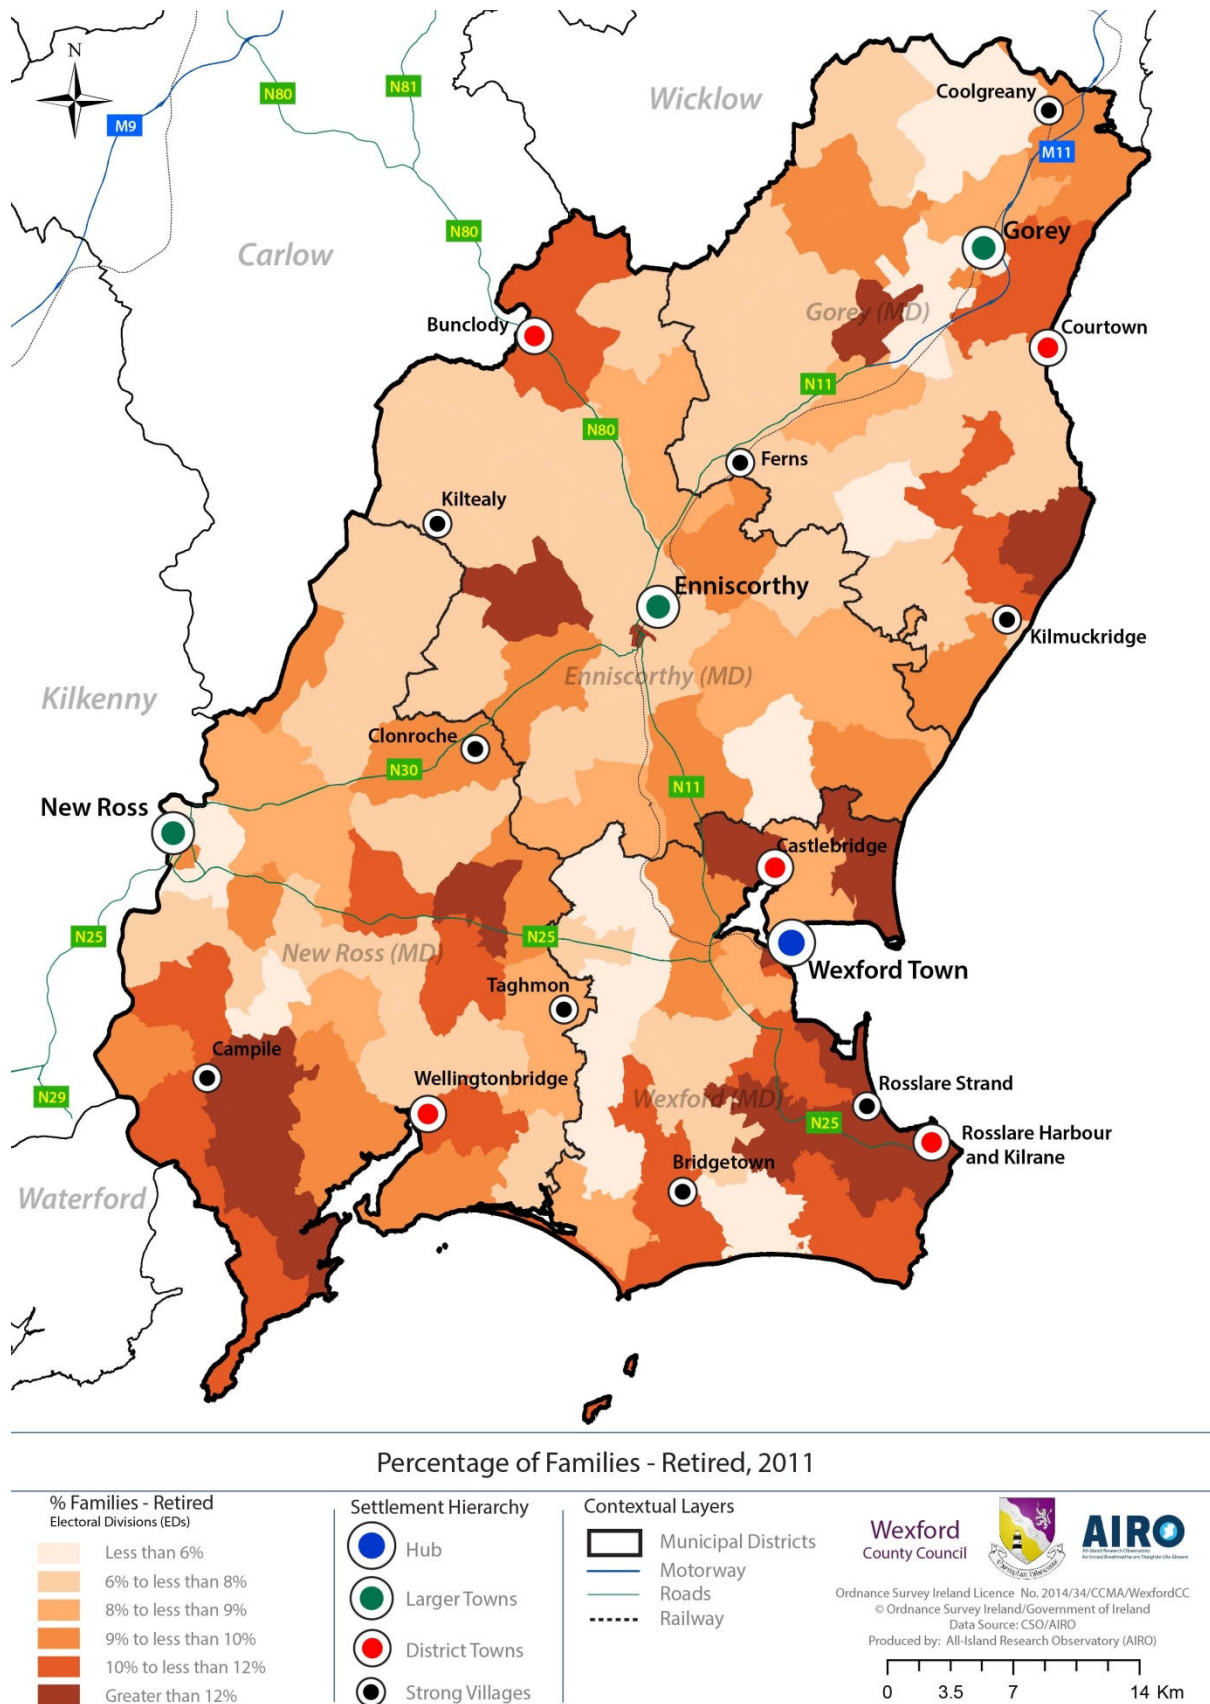 N
Wicklow
Coolgreany
N80
N81
M9
M11
N80
Carlow
Gorey
Gorey (MD)
Bunclody
Courtown
N11
N80
Ferns
Kiltealy
Enniscorthy
Kilmuckridge
Enniscorthy (MD)
Kilkenny
Clonroche
N30
N11
New Ross
Castlebridge
N25
N25
New Ross (MD)
Wexford Town
Taghmon
Campile
Wellingtonbridge
Rosslare Strand
N29
Wexford (MD)
N25
Rosslare Harbour
and Kilrane
Bridgetown
Waterford
Percentage of Families - Retired, 2011
% Families - Retired
Electoral Divisions (EDs)
Less than 6%
6% to less than 8%
8% to less than 9%
9% to less than 10%
10% to less than 12%
Greater than 12%
Settlement Hierarchy
Hub
Larger Towns
District Towns
Strong Villages
Contextual Layers
Municipal Districts
Motorway
Roads
Railway
Wexford
County Council
AIRO
All-Island Research Observatory
Ordnance Survey Ireland Licence No. 2014/34/CCMA/WexfordCC
© Ordnance Survey Ireland/Government of Ireland
Data Source: CSO/AIRO
Produced by: All-Island Research Observatory (AIRO)
0 3.5 7 14 Km